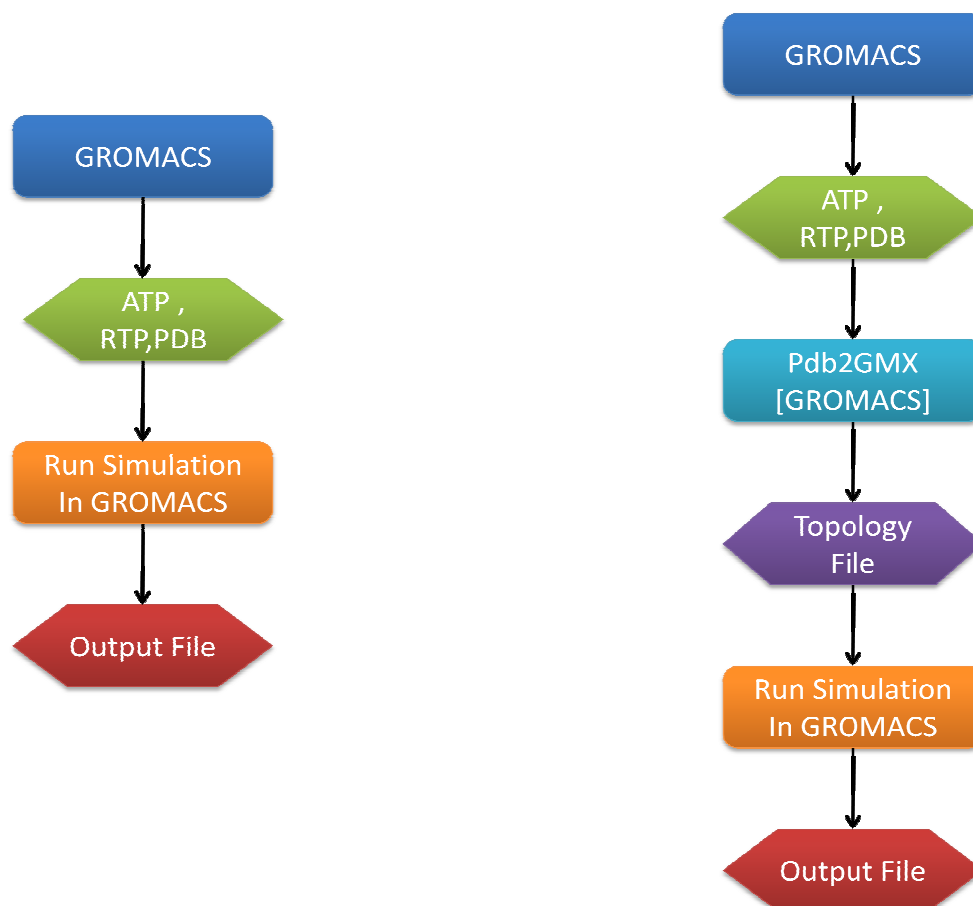 GROMACS
ATP ,
RTP,PDB
Run Simulation
In GROMACS
Output File
GROMACS
ATP ,
RTP,PDB
Pdb2GMX
[GROMACS]
Topology
File
Run Simulation
In GROMACS
Output File